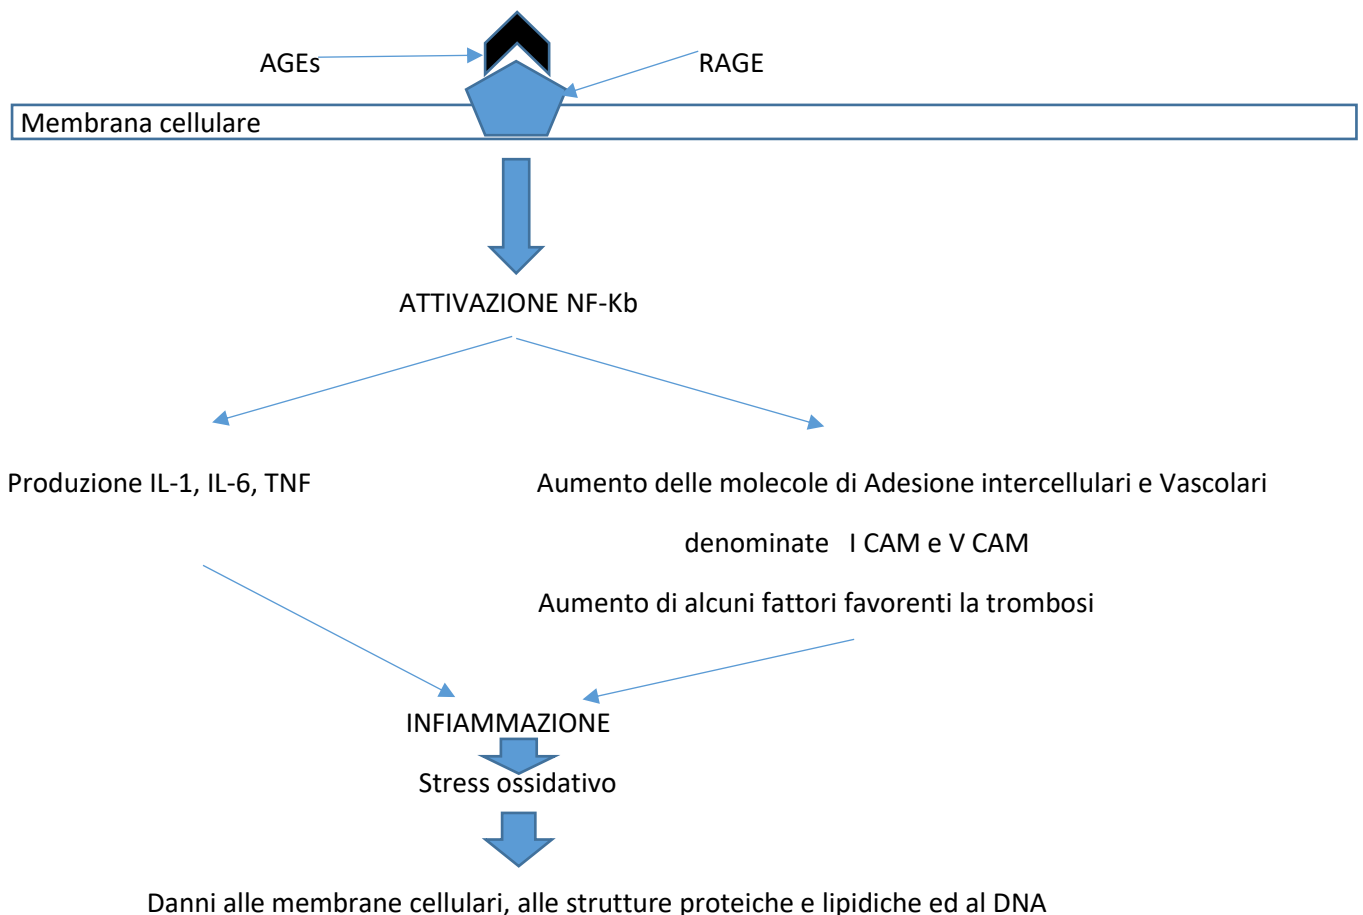 AGEs
RAGE
Membrana cellulare
ATTIVAZIONE NF-Kb
Produzione IL-1, IL-6, TNF
Aumento delle molecole di Adesione intercellulari e Vascolari
denominate I CAM e V CAM
Aumento di alcuni fattori favorenti la trombosi
INFIAMMAZIONE
Stress ossidativo
Danni alle membrane cellulari, alle strutture proteiche e lipidiche ed al DNA